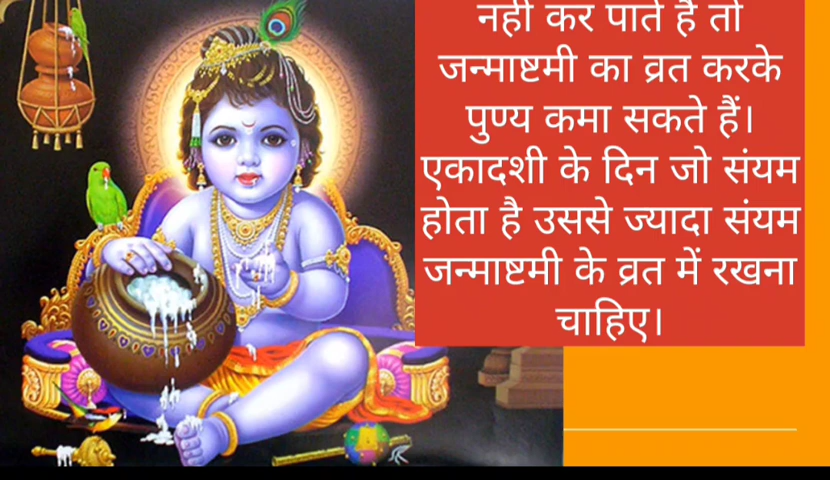 नहीं कर पाते हैं तो
जन्माष्टमी का व्रत करके
पुण्य कमा सकते हैं।
एकादशी के दिन जो संयम
होता है उससे ज्यादा संयम
जन्माष्टमी के व्रत में रखना
चाहिए।